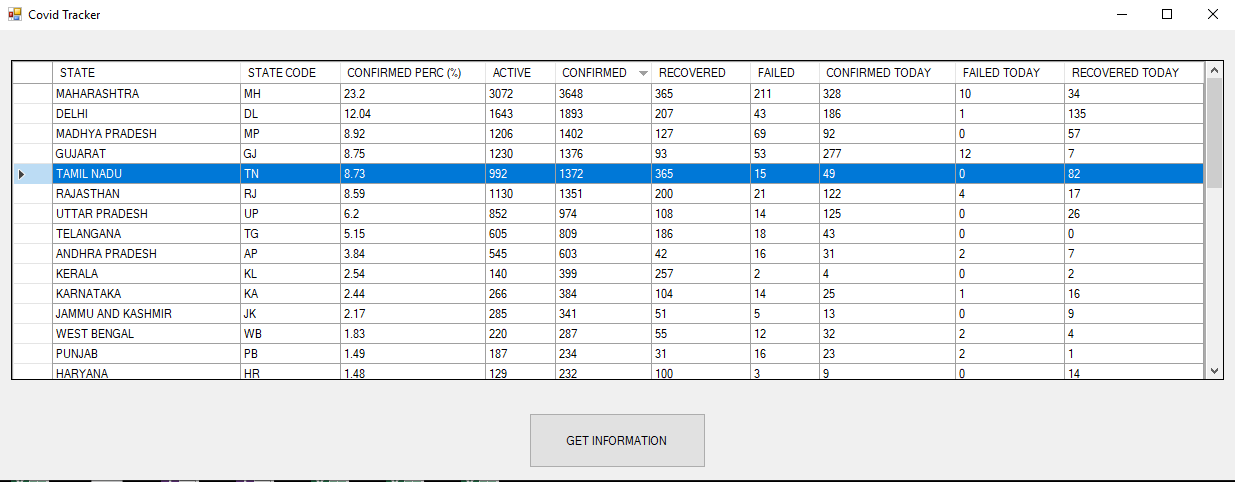 Covid Tracker
STATE STATE CODE CONFIRMED PERC (%) ACTIVE CONFIRMED RECOVERED FAILED CONFIRMED TODAY FAILED TODAY RECOVERED TODAY
MAHARASHTRA MH 23.2 3072 3648 365 211 328 10 34
DELHI DL 12.04 1643 1893 207 43 186 1 135
MADHYA PRADESH MP 8.92 1206 1402 127 69 92 0 57
GUJARAT GJ 8.75 1230 1376 93 53 277 12 7
TAMIL NADU TN 8.73 992 1372 365 15 49 0 82
RAJASTHAN RJ 8.59 1130 1351 200 21 122 4 17
UTTAR PRADESH UP 6.2 852 974 108 14 125 0 26
TELANGANA TG 5.15 605 809 186 18 43 0 0
ANDHRA PRADESH AP 3.84 545 603 42 16 31 2 7
KERALA KL 2.54 140 399 257 2 4 0 2
KARNATAKA KA 2.44 266 384 104 14 25 1 16
JAMMU AND KASHMIR JK 2.17 285 341 51 5 13 0 9
WEST BENGAL WB 1.83 220 287 55 12 32 2 4
PUNJAB PB 1.49 187 234 31 16 23 2 1
HARYANA HR 1.48 129 232 100 3 9 0 14
GET INFORMATION